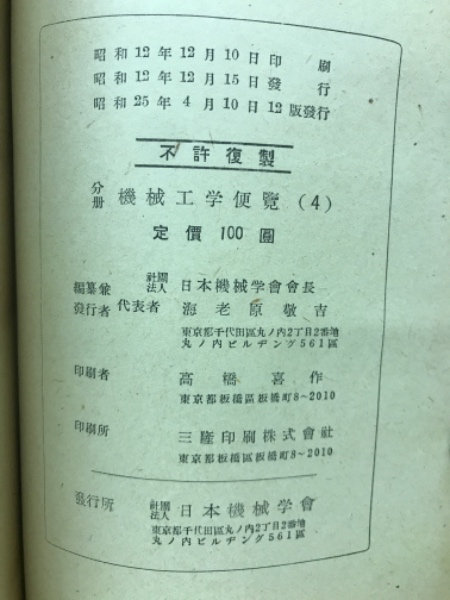 昭和12年12月10日印刷
昭和12年12月15日發行
昭和25年4月10日12版發行
不許復製
分册 機械工学便覽 (4)
定價 100 圓
編纂兼發行者 代表者 社團法人 日本機械学會會長 海老原敬吉
東京都千代田區丸ノ内2丁目2番地
丸ノ内ビルヂング561區
印刷者 高橋喜作
東京都板橋區板橋町8~2010
印刷所 三隆印刷株式會社
東京都板橋區板橋町8~2010
發行所 社團法人 日本機械学會
東京都千代田區丸ノ内2丁目2番地
丸ノ内ビルヂング561區